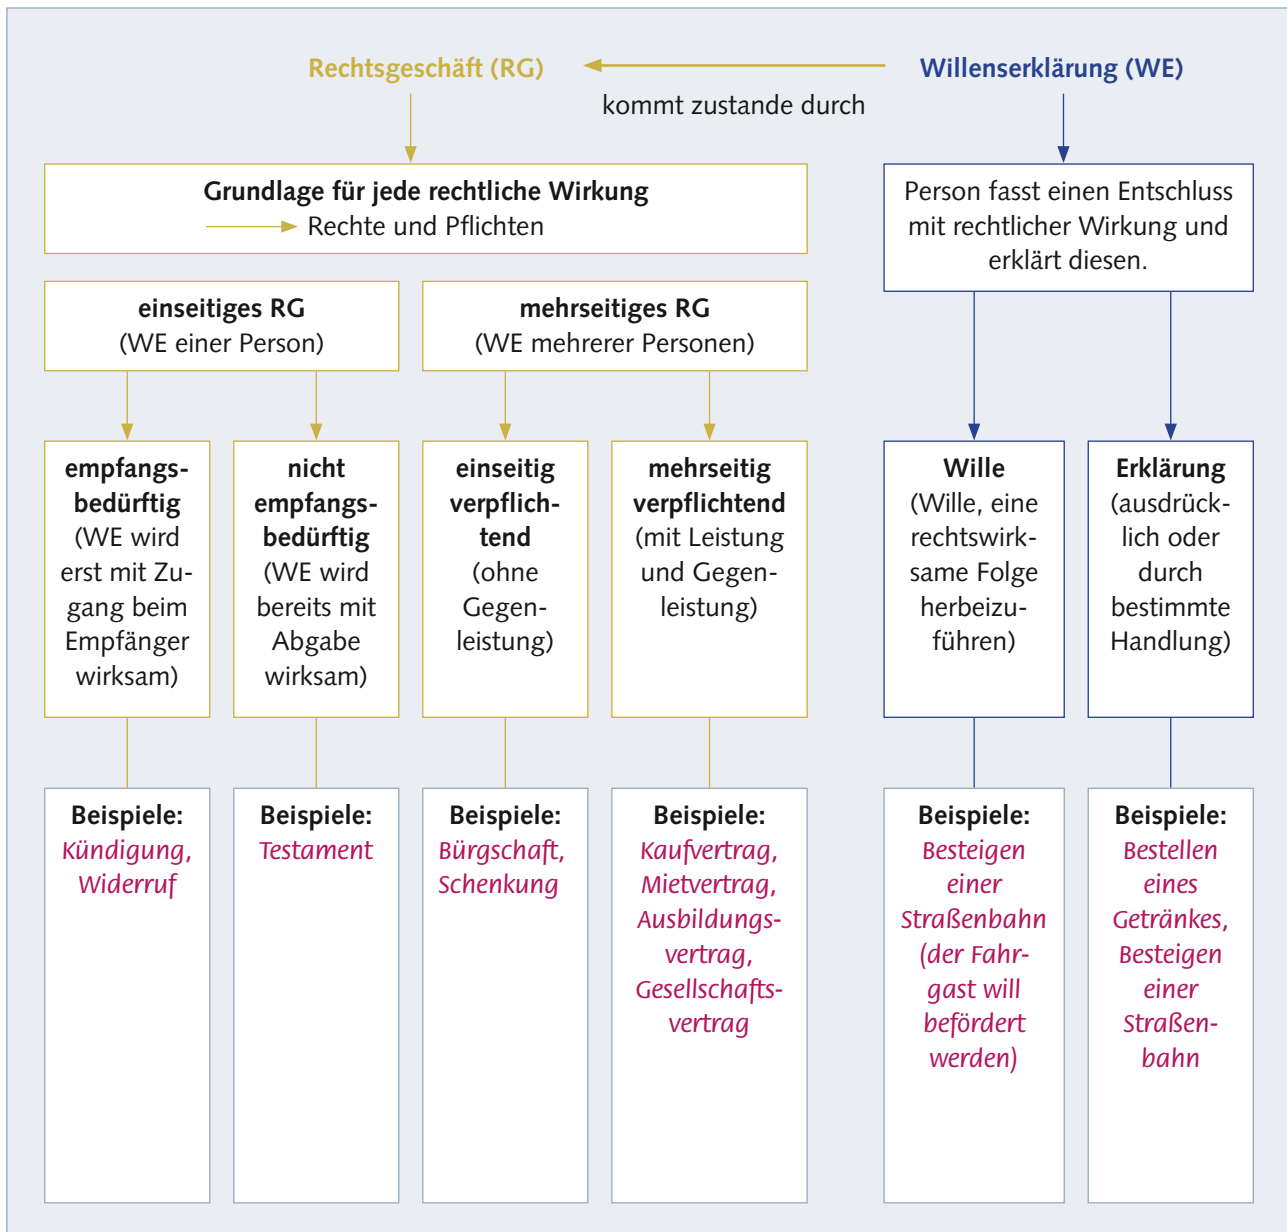 Rechtsgeschäft (RG)
Willenserklärung (WE)
kommt zustande durch
Grundlage für jede rechtliche Wirkung
Rechte und Pflichten
einseitiges RG
(WE einer Person)
mehrseitiges RG
(WE mehrerer Personen)
empfangs-
bedürftig
(WE wird
erst mit Zu-
gang beim
Empfänger
wirksam)
nicht
empfangs-
bedürftig
(WE wird
bereits mit
Abgabe
wirksam)
einseitig
verpflich-
tend
(ohne
Gegen-
leistung)
mehrseitig
verpflichtend
(mit Leistung
und Gegen-
leistung)
Beispiele:
Kündigung,
Widerruf
Beispiele:
Testament
Beispiele:
Bürgschaft,
Schenkung
Beispiele:
Kaufvertrag,
Mietvertrag,
Ausbildungs-
vertrag,
Gesellschafts-
vertrag
Person fasst einen Entschluss
mit rechtlicher Wirkung und
erklärt diesen.
Wille
(Wille, eine
rechtswirk-
same Folge
herbeizu-
führen)
Erklärung
(ausdrück-
lich oder
durch
bestimmte
Handlung)
Beispiele:
Besteigen
einer
Straßenbahn
(der Fahr-
gast will
befördert
werden)
Beispiele:
Bestellen
eines
Getränkes,
Besteigen
einer
Straßen-
bahn